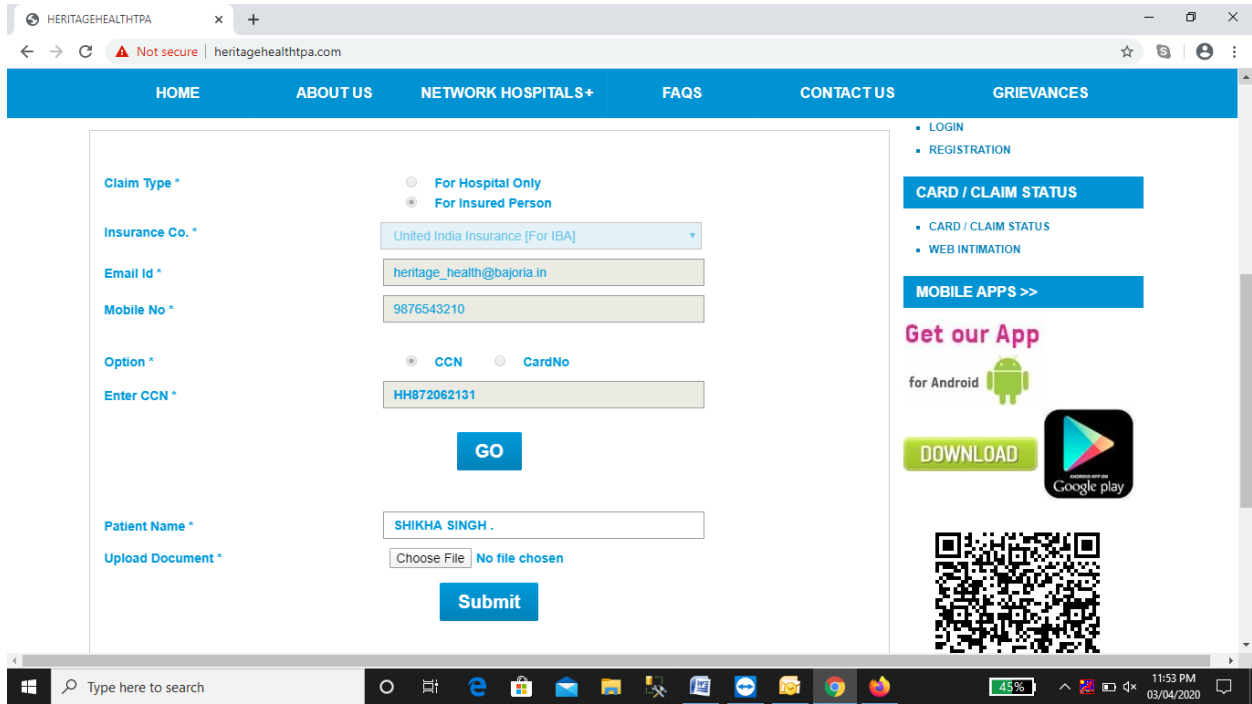 HERITAGEHEALTHTPA
Not secure | heritagehealthtpa.com
HOME ABOUT US NETWORK HOSPITALS+ FAQS CONTACT US GRIEVANCES
Claim Type *
For Hospital Only
For Insured Person
Insurance Co. *
United India Insurance [For IBA]
Email Id *
heritage_health@bajoria.in
Mobile No *
9876543210
Option *
CCN CardNo
Enter CCN *
HH872062131
GO
Patient Name *
SHIKHA SINGH .
Upload Document *
Choose File No file chosen
Submit
LOGIN
REGISTRATION
CARD / CLAIM STATUS
CARD / CLAIM STATUS
WEB INTIMATION
MOBILE APPS >>
Get our App
for Android
DOWNLOAD
ANDROID APP ON
Google play
Type here to search
45%
11:53 PM
03/04/2020